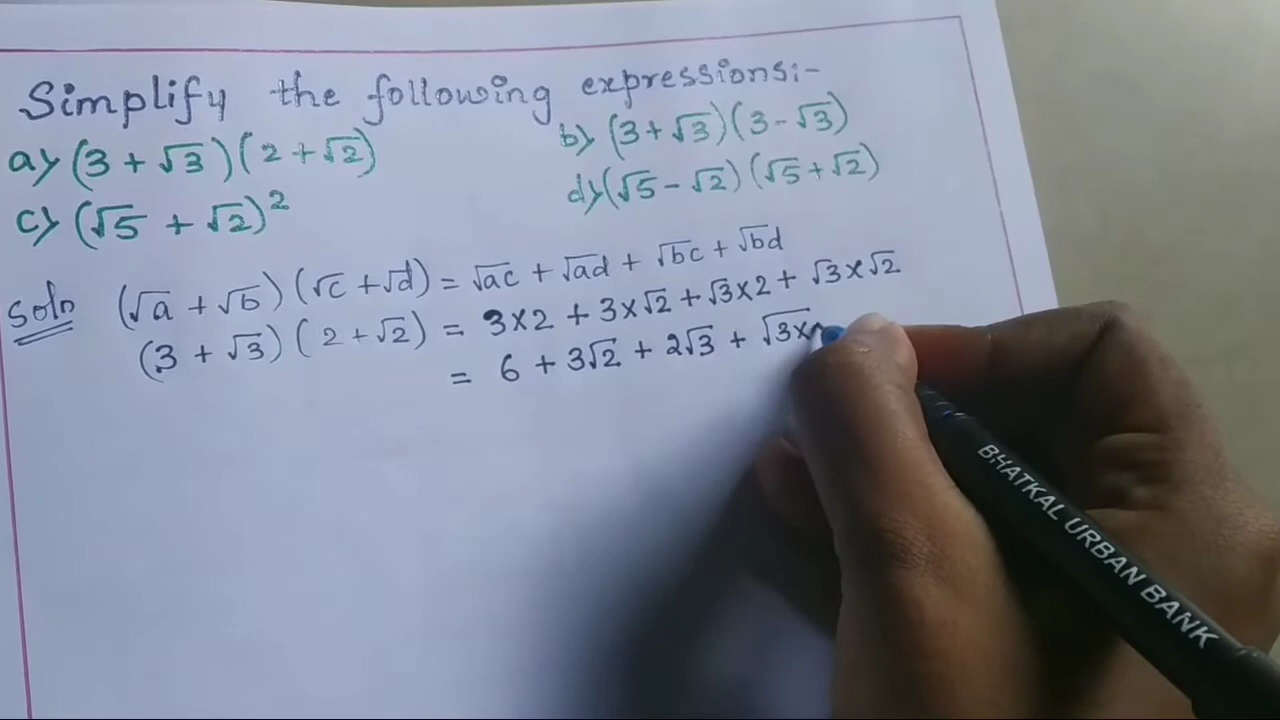 Simplify the following expressions:-
a) (3 + √3)(2 + √2)
b) (3 + √3)(3 - √3)
c) (√5 + √2)²
d) (√5 - √2)(√5 + √2)
Soln (√a + √b)(√c + √d) = √ac + √ad + √bc + √bd
(3 + √3)(2 + √2) = 3×2 + 3×√2 + √3×2 + √3×√2
= 6 + 3√2 + 2√3 + √3×
BHATKAL URBAN BANK